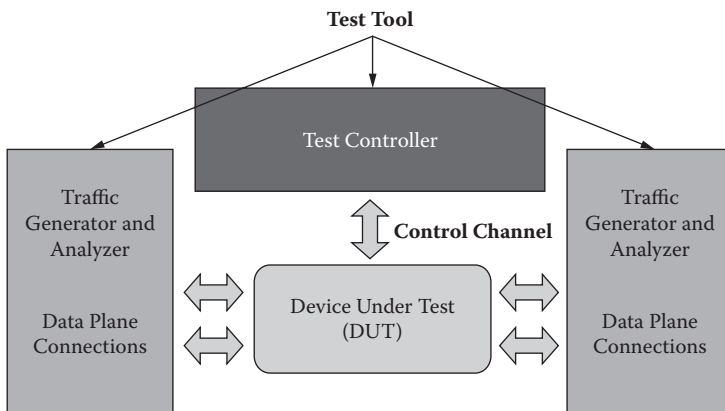 Test Tool
Test Controller
Traffic
Generator and
Analyzer
Data Plane
Connections
Control Channel
Device Under Test
(DUT)
Traffic
Generator and
Analyzer
Data Plane
Connections